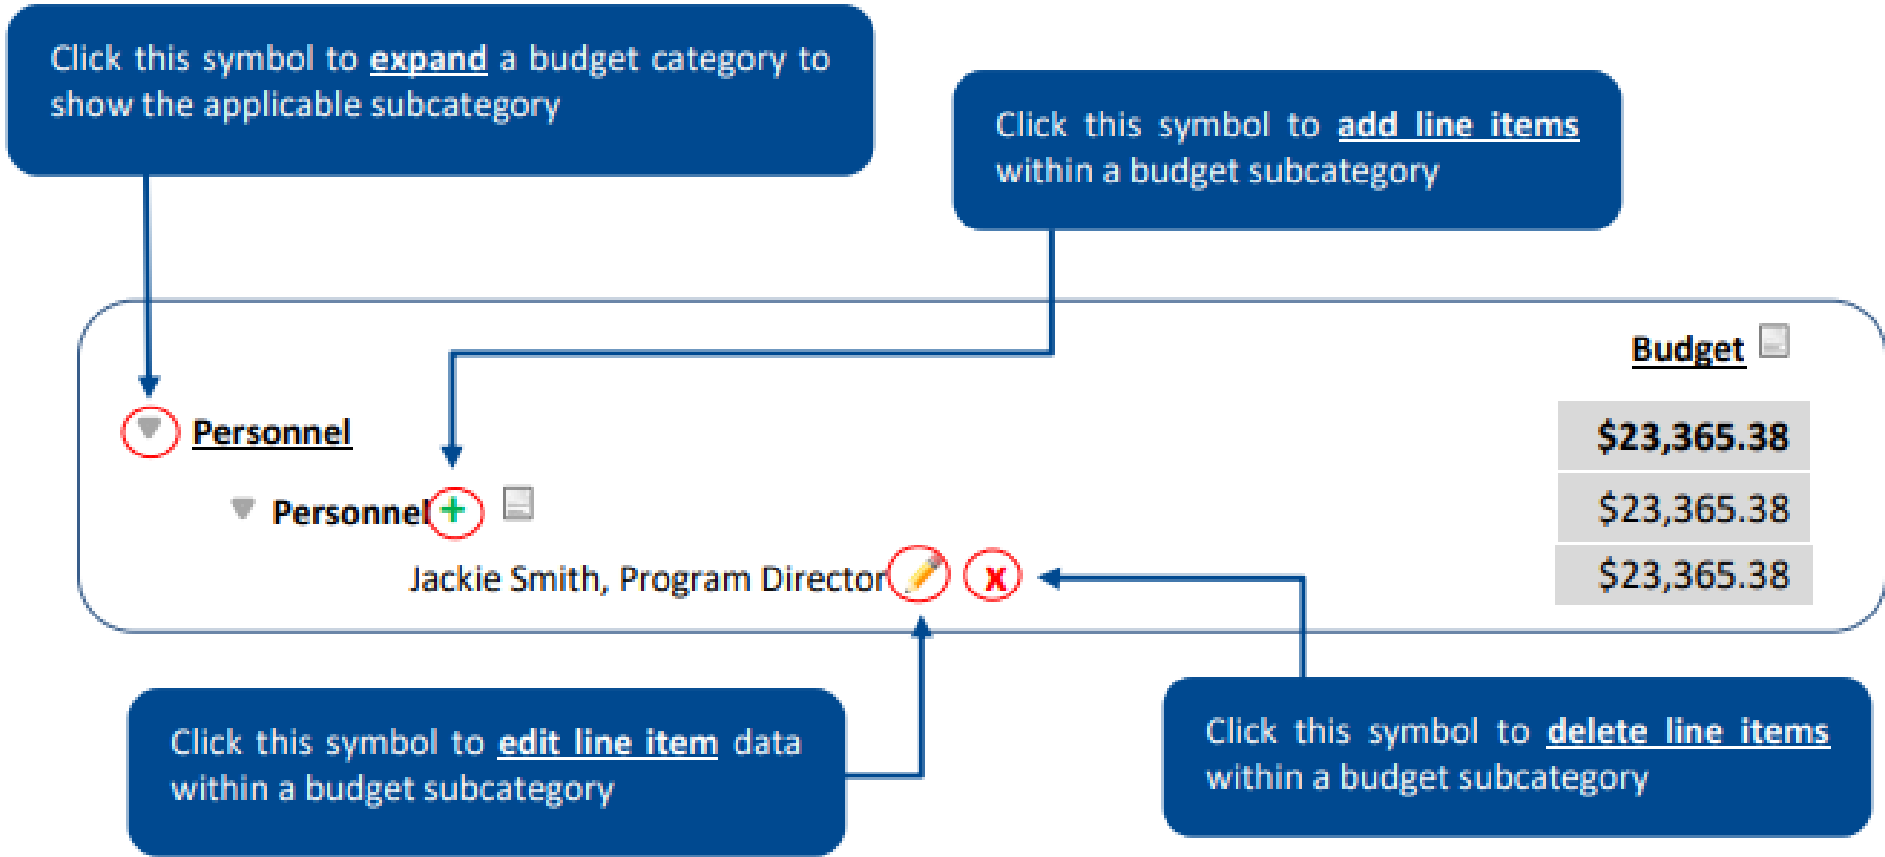 Click this symbol to expand a budget category to
show the applicable subcategory
Click this symbol to add line items
within a budget subcategory
Budget
Personnel
$23,365.38
Personnel +
$23,365.38
Jackie Smith, Program Director x
$23,365.38
Click this symbol to edit line item data
within a budget subcategory
Click this symbol to delete line items
within a budget subcategory